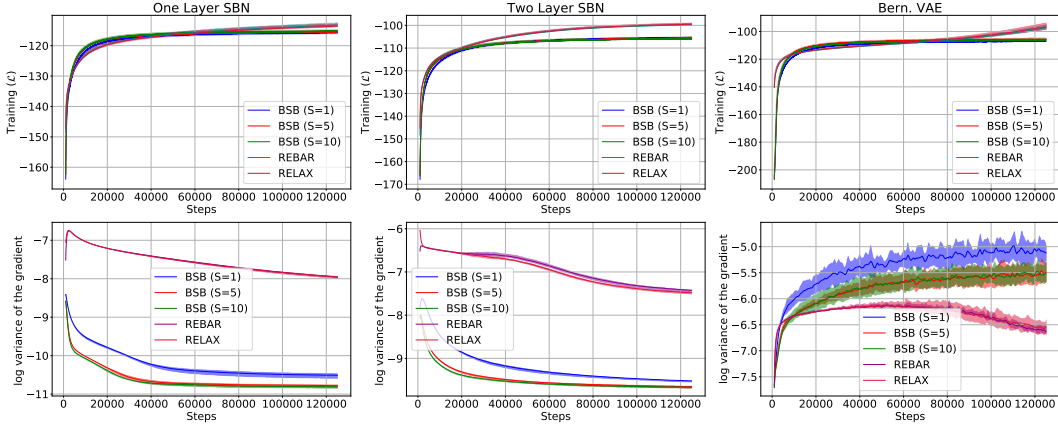 One Layer SBN
Training (ℒ)
−120
−130
−140
−150
−160
0 20000 40000 60000 80000 100000 120000
Steps
BSB (S=1)
BSB (S=5)
BSB (S=10)
REBAR
RELAX
Two Layer SBN
Training (ℒ)
−100
−110
−120
−130
−140
−150
−160
−170
0 20000 40000 60000 80000 100000 120000
Steps
BSB (S=1)
BSB (S=5)
BSB (S=10)
REBAR
RELAX
Bern. VAE
Training (ℒ)
−100
−120
−140
−160
−180
−200
0 20000 40000 60000 80000 100000 120000
Steps
BSB (S=1)
BSB (S=5)
BSB (S=10)
REBAR
RELAX
log variance of the gradient
−7
−8
−9
−10
−11
0 20000 40000 60000 80000 100000 120000
Steps
BSB (S=1)
BSB (S=5)
BSB (S=10)
REBAR
RELAX
log variance of the gradient
−6
−7
−8
−9
0 20000 40000 60000 80000 100000 120000
Steps
BSB (S=1)
BSB (S=5)
BSB (S=10)
REBAR
RELAX
log variance of the gradient
−5.0
−5.5
−6.0
−6.5
−7.0
−7.5
0 20000 40000 60000 80000 100000 120000
Steps
BSB (S=1)
BSB (S=5)
BSB (S=10)
REBAR
RELAX